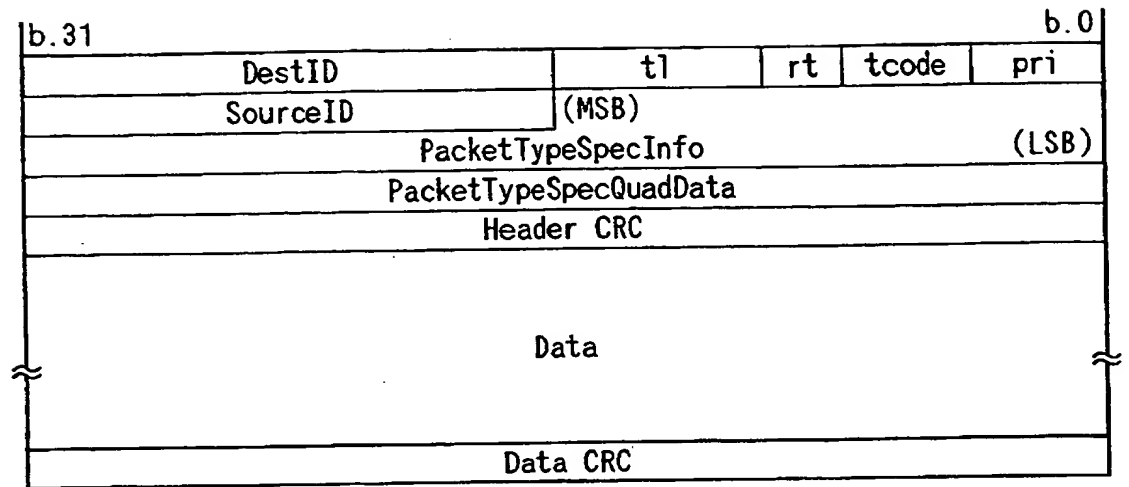 b.31 b.0
DestID tl rt tcode pri
SourceID (MSB)
PacketTypeSpecInfo (LSB)
PacketTypeSpecQuadData
Header CRC
Data
Data CRC